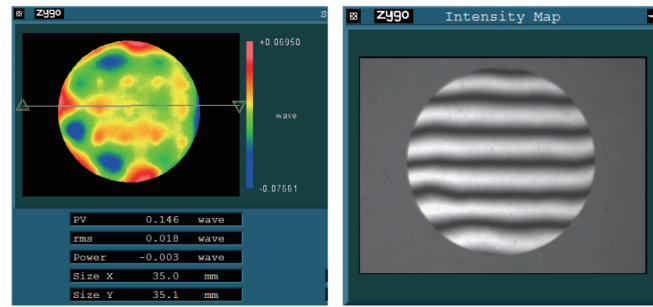 zygo
S
+0.06950
wave
-0.07661
PV 0.146 wave
rms 0.018 wave
Power -0.003 wave
Size X 35.0 mm
Size Y 35.1 mm
zygo Intensity Map